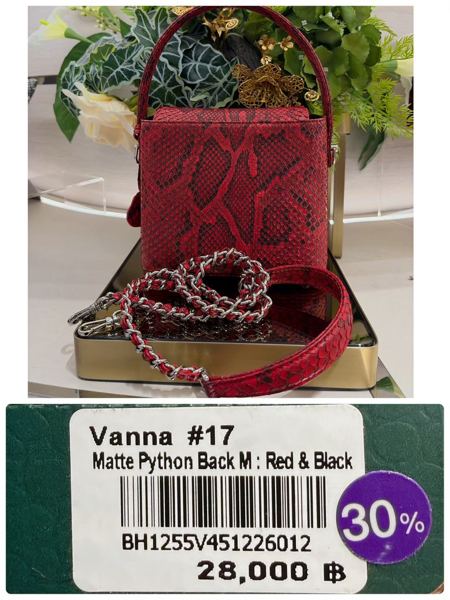 Vanna #17
Matte Python Back M : Red & Black
BH1255V451226012
28,000 ฿
30%